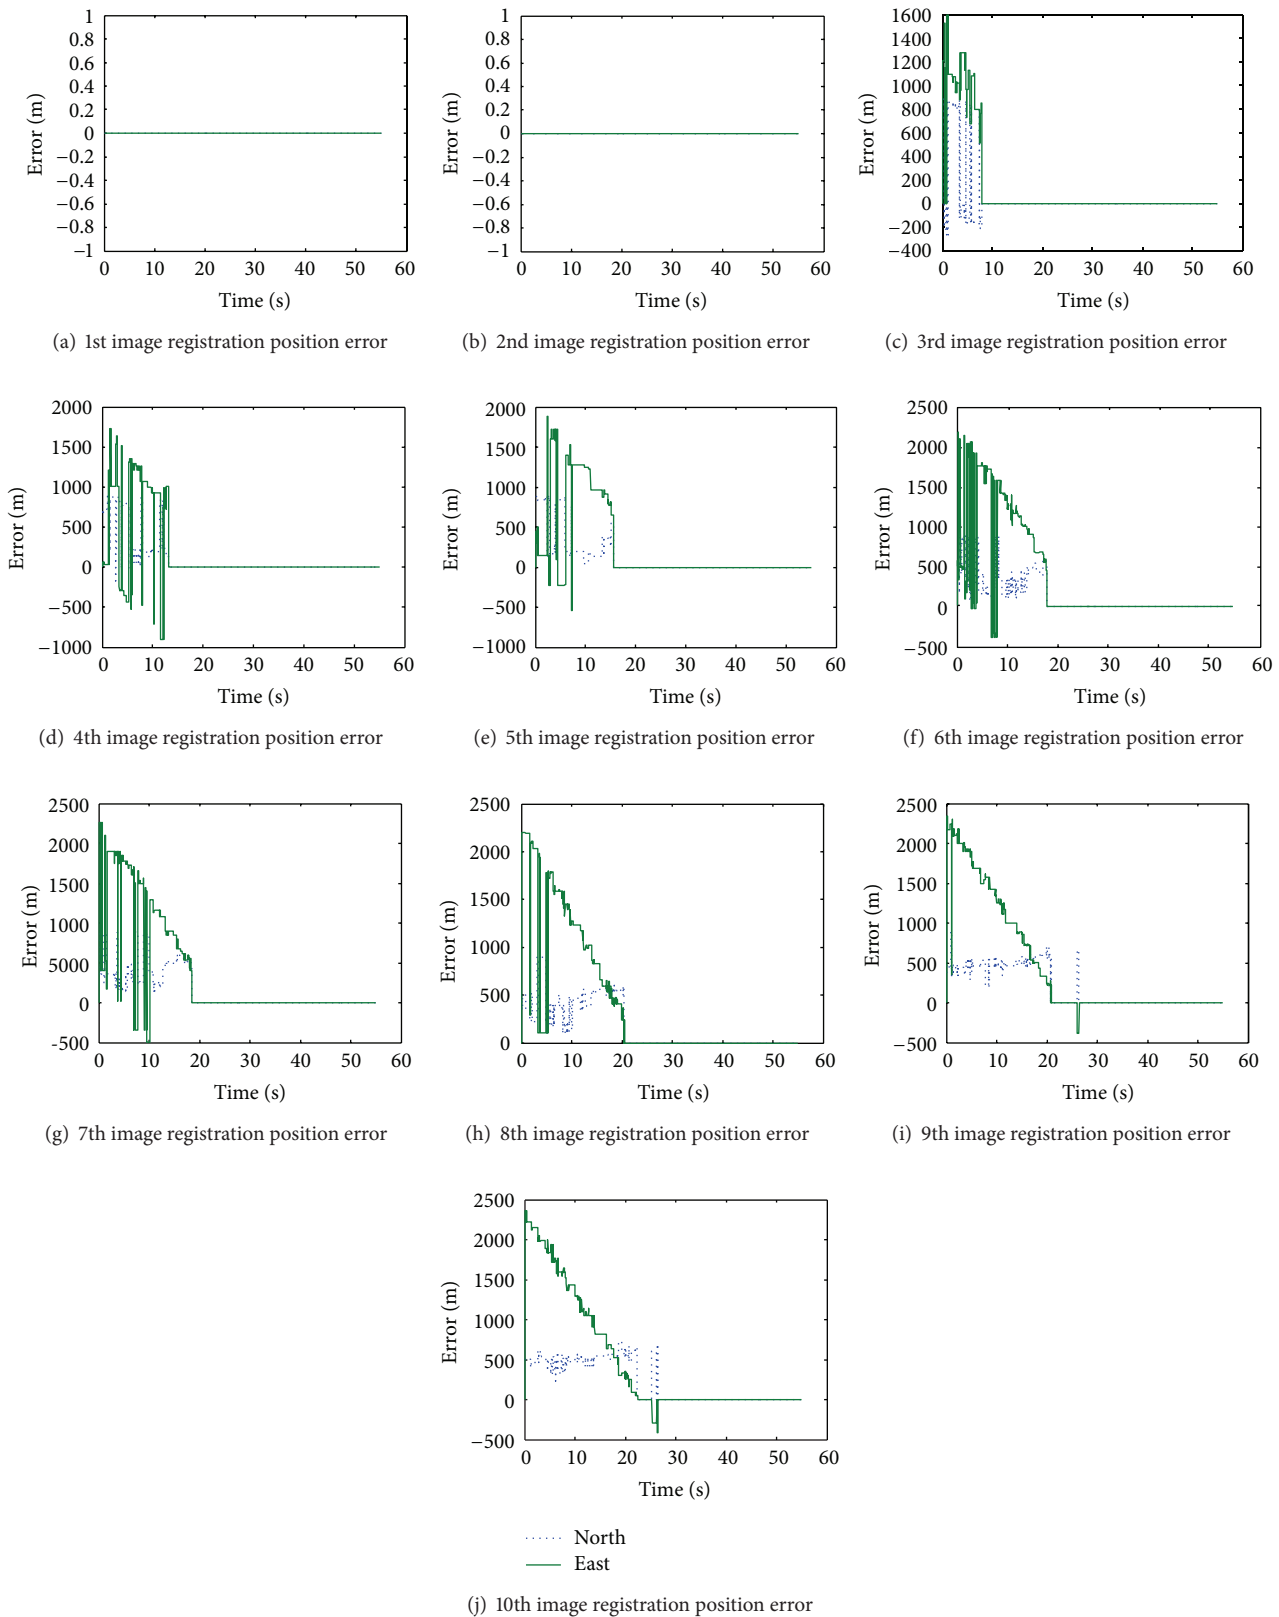 1
0.8
0.6
0.4
0.2
0
−0.2
−0.4
−0.6
−0.8
−1
Error (m)
0 10 20 30 40 50 60
Time (s)
(a) 1st image registration position error
1
0.8
0.6
0.4
0.2
0
−0.2
−0.4
−0.6
−0.8
−1
Error (m)
0 10 20 30 40 50 60
Time (s)
(b) 2nd image registration position error
1600
1400
1200
1000
800
600
500
200
0
−200
−400
Error (m)
0 10 20 30 40 50 60
Time (s)
(c) 3rd image registration position error
2000
1500
1000
500
0
−500
−1000
Error (m)
0 10 20 30 40 50 60
Time (s)
(d) 4th image registration position error
2000
1500
1000
500
0
−500
−1000
Error (m)
0 10 20 30 40 50 60
Time (s)
(e) 5th image registration position error
2500
2000
1500
1000
500
0
−500
Error (m)
0 10 20 30 40 50 60
Time (s)
(f) 6th image registration position error
2500
2000
1500
1000
5000
0
-500
Error (m)
0 10 20 30 40 50 60
Time (s)
(g) 7th image registration position error
2500
2000
1500
1000
500
0
Error (m)
0 10 20 30 40 50 60
Time (s)
(h) 8th image registration position error
2500
2000
1500
1000
500
0
−500
Error (m)
0 10 20 30 40 50 60
Time (s)
(i) 9th image registration position error
2500
2000
1500
1000
500
0
−500
Error (m)
0 10 20 30 40 50 60
Time (s)
North
East
(j) 10th image registration position error